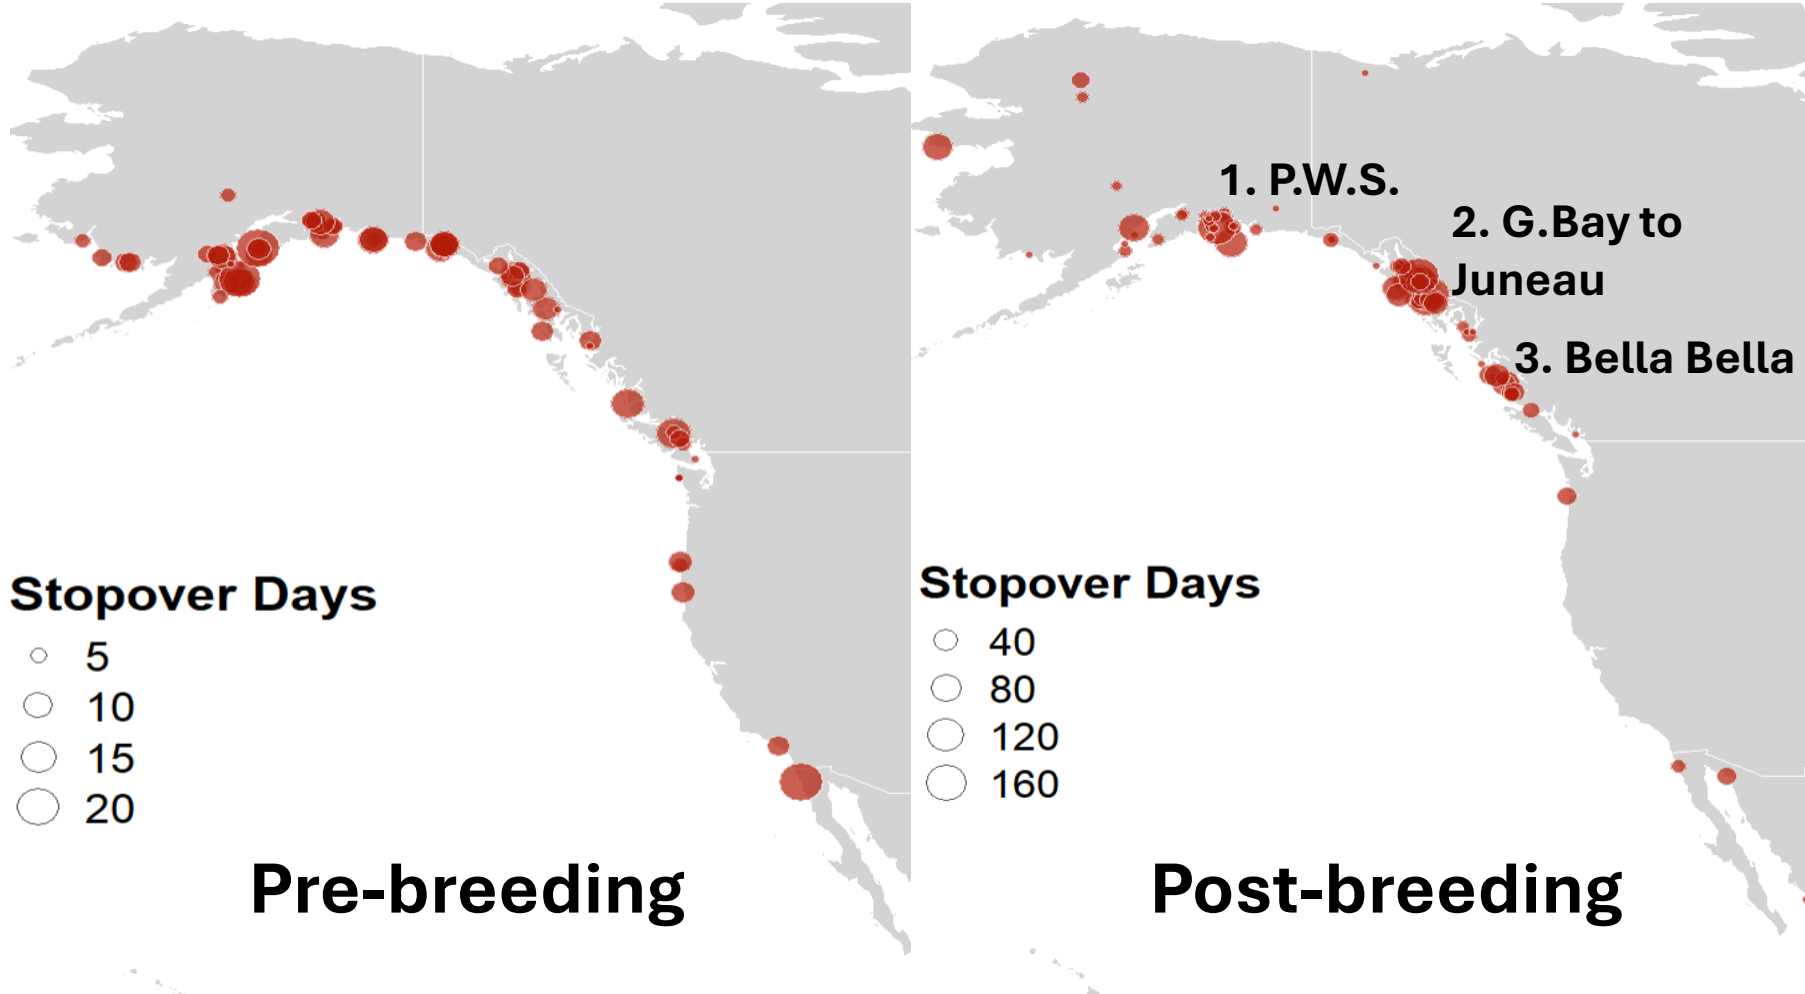 Stopover Days
5
10
15
20
Pre-breeding
1. P.W.S.
2. G.Bay to
Juneau
3. Bella Bella
Stopover Days
40
80
120
160
Post-breeding